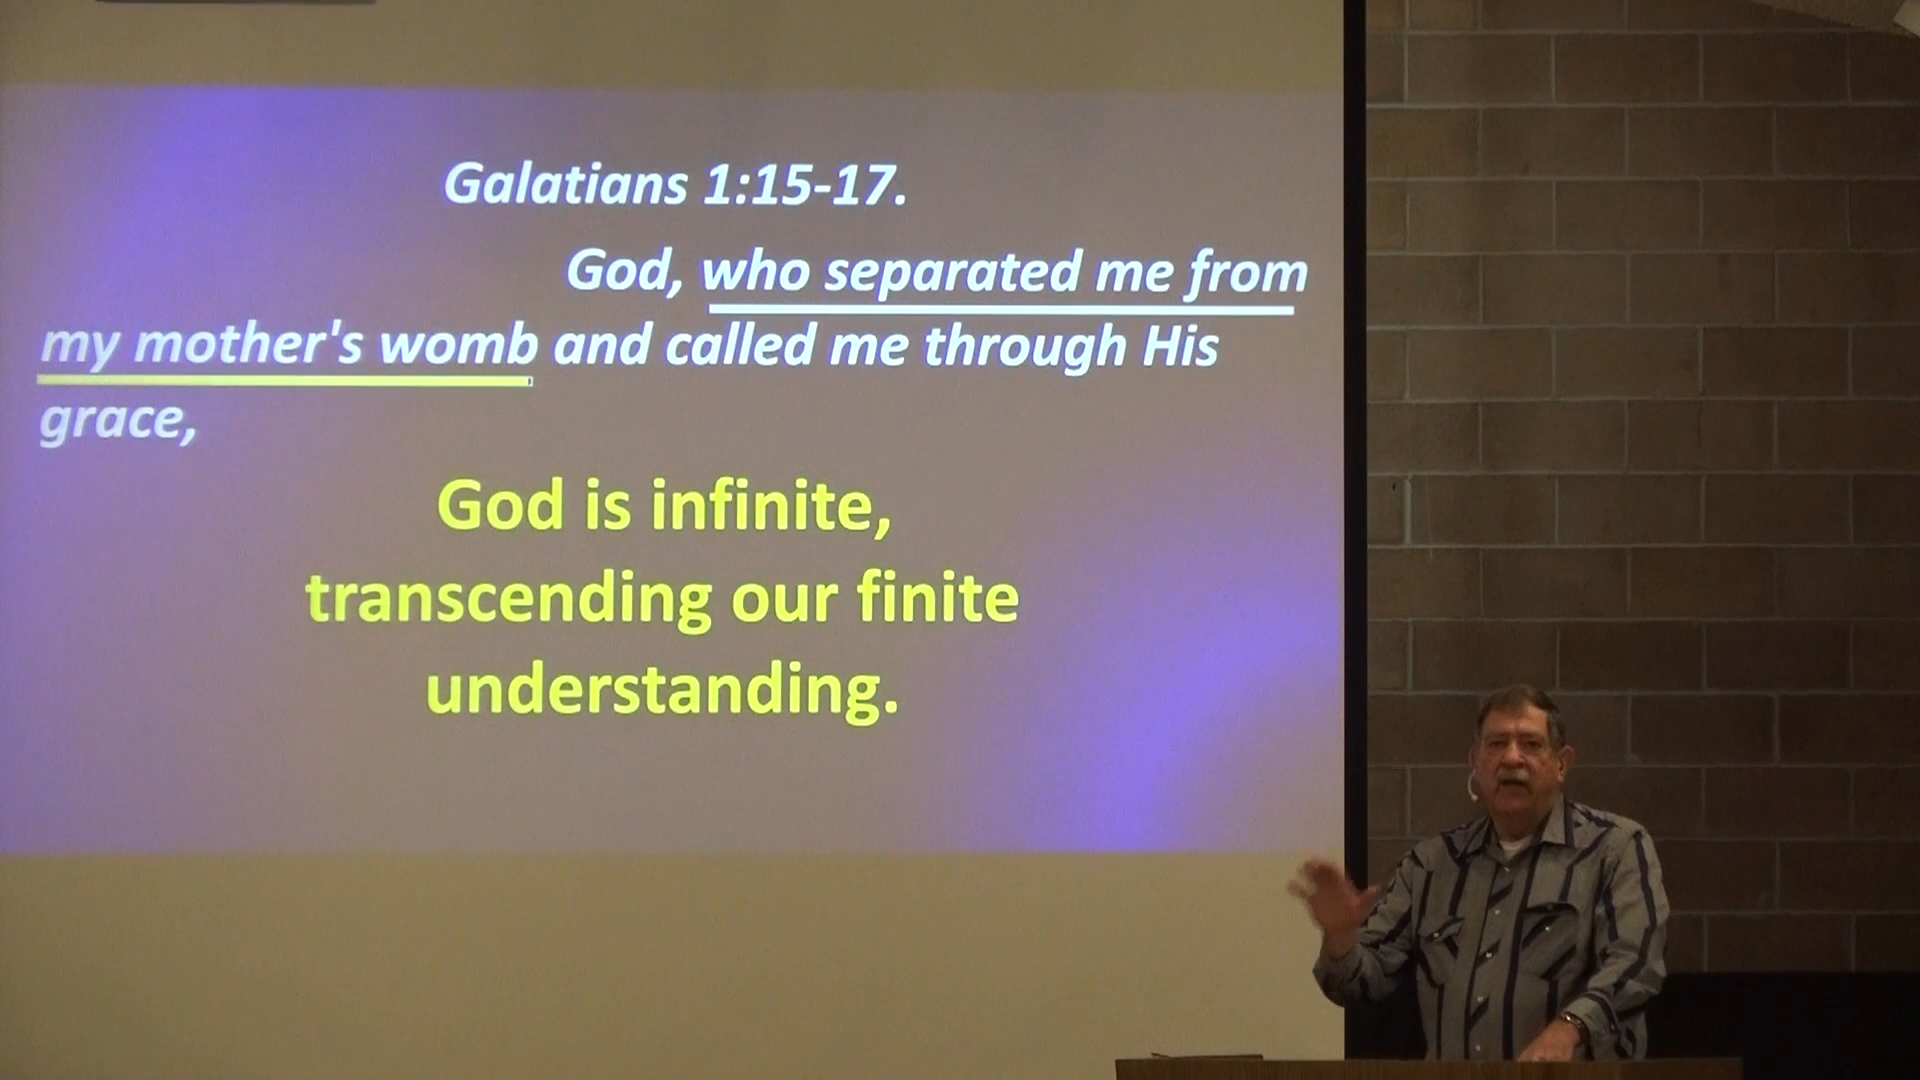 Galatians 1:15-17.
God, who separated me from
my mother's womb and called me through His
grace,
God is infinite,
transcending our finite
understanding.